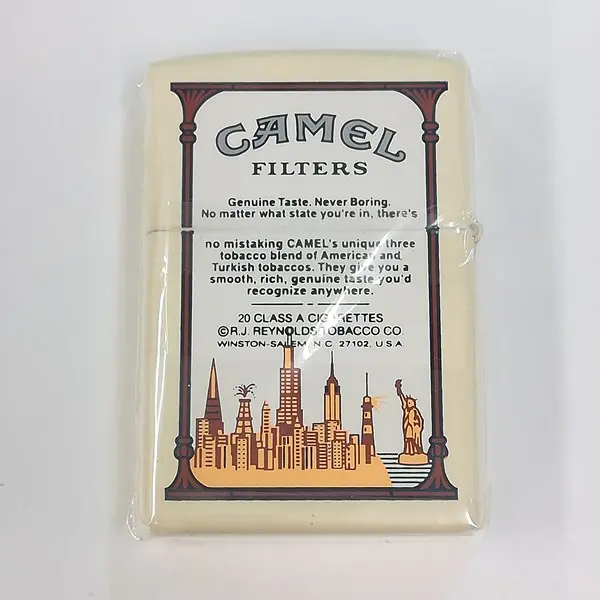 CAMEL
FILTERS
Genuine Taste. Never Boring.
No matter what state you're in, there's
no mistaking CAMEL's unique three
tobacco blend of American and
Turkish tobaccos. They give you a
smooth, rich, genuine taste you'd
recognize anywhere.
20 CLASS A CIGARETTES
©R.J. REYNOLDS TOBACCO CO.
WINSTON-SALEM, N.C. 27102, U.S.A.